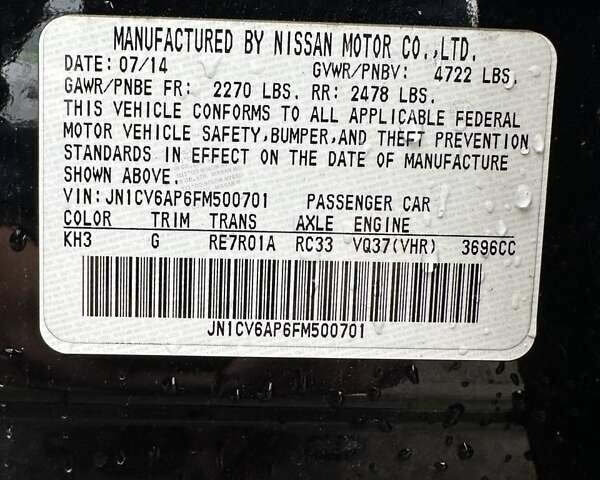 MANUFACTURED BY NISSAN MOTOR CO.,LTD.
DATE: 07/14 GVWR/PNBV: 4722 LBS.
GAWR/PNBE FR: 2270 LBS. RR: 2478 LBS.
THIS VEHICLE CONFORMS TO ALL APPLICABLE FEDERAL
MOTOR VEHICLE SAFETY,BUMPER,AND THEFT PREVENTION
STANDARDS IN EFFECT ON THE DATE OF MANUFACTURE
SHOWN ABOVE.
VIN: JN1CV6AP6FM500701 PASSENGER CAR
COLOR TRIM TRANS AXLE ENGINE
KH3 G RE7R01A RC33 VQ37(VHR) 3696CC
JN1CV6AP6FM500701